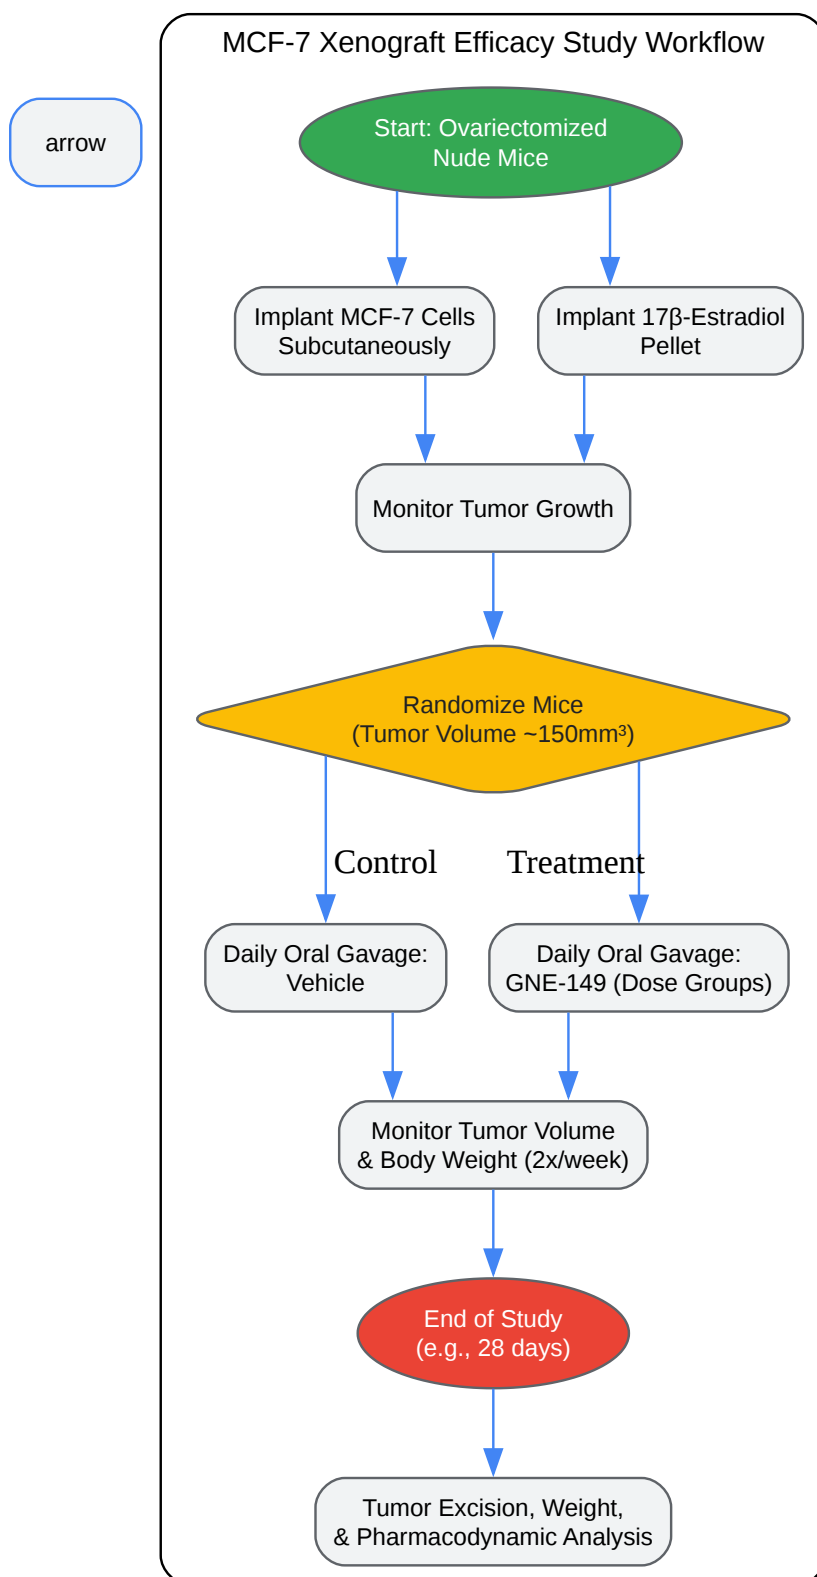 MCF-7 Xenograft Efficacy Study Workflow
arrow
Start: Ovariectomized
Nude Mice
Implant MCF-7 Cells
Subcutaneously
Implant 17β-Estradiol
Pellet
Monitor Tumor Growth
Randomize Mice
(Tumor Volume ~150mm³)
Control
Treatment
Daily Oral Gavage:
Vehicle
Daily Oral Gavage:
GNE-149 (Dose Groups)
Monitor Tumor Volume
& Body Weight (2x/week)
End of Study
(e.g., 28 days)
Tumor Excision, Weight,
& Pharmacodynamic Analysis